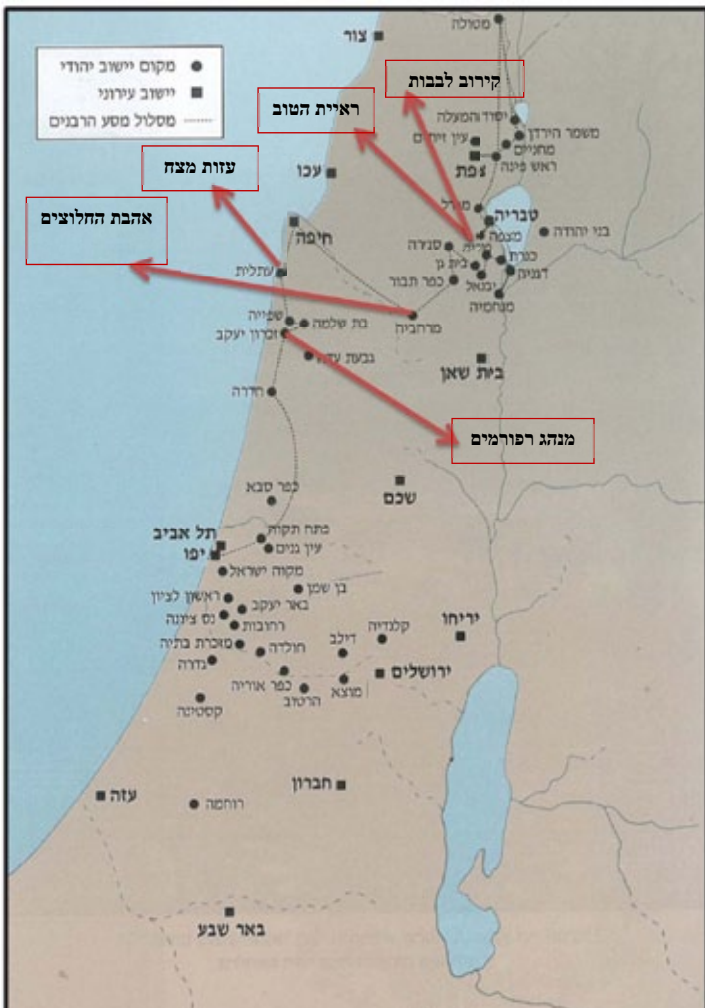 מקום יישוב יהודי
יישוב עירוני
מסלול מסע הרבנים
צור
מטולה
קירוב לבבות
ראיית הטוב
עזות מצח
אהבת החלוצים
יסוד המעלה
משמר הירדן
עין זיתים
מחניים
צפת
ראש פינה
עכו
מגדל
טבריה
חיפה
מצפה
בני יהודה
סג'רה
כנרת
בית גן
דגניה
עתלית
כפר תבור
יבנאל
מנחמיה
מרחביה
שפייה
בת שלמה
זכרון יעקב
גבעת עדה
בית שאן
חדרה
מנהג רפורמים
כפר סבא
שכם
פתח תקוה
תל אביב
עין גנים
יפו
מקוה ישראל
בן שמן
ראשון לציון
באר יעקב
נס ציונה
רחובות
קלנדיה
יריחו
מזכרת בתיה
חולדה
דילב
גדרה
ירושלים
כפר אוריה
מוצא
הרטוב
קסטינה
חברון
עזה
רוחמה
באר שבע